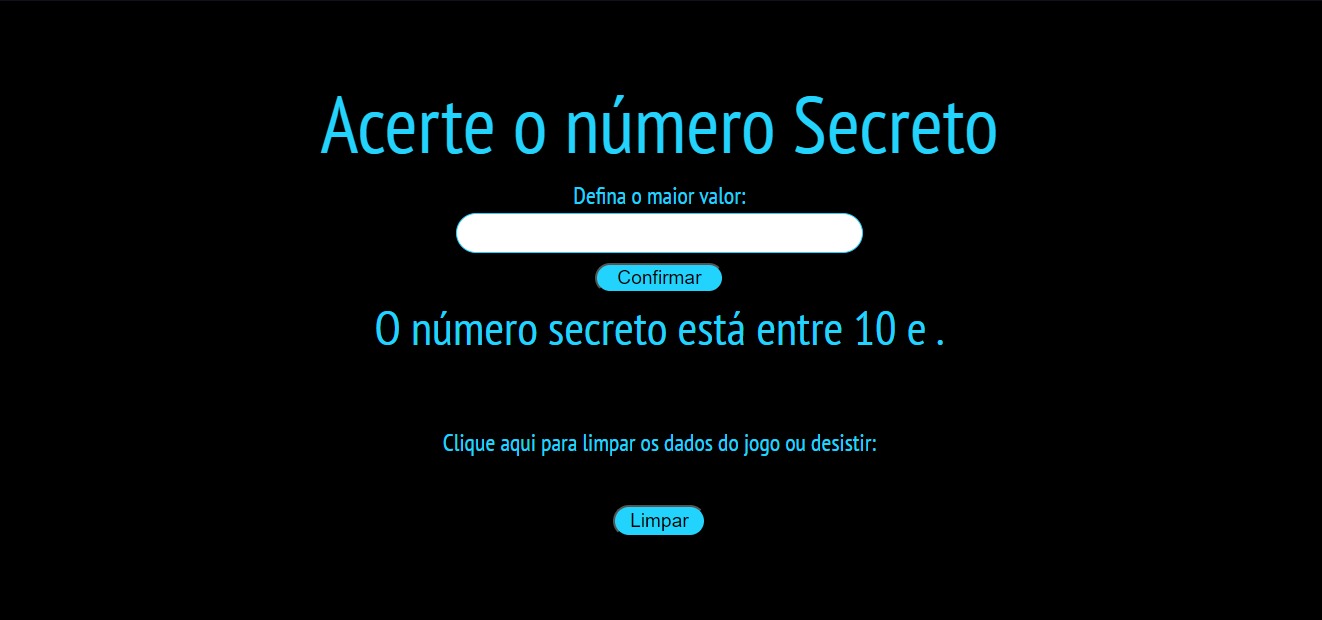 Acerte o número Secreto
Defina o maior valor:
Confirmar
O número secreto está entre 10 e .
Clique aqui para limpar os dados do jogo ou desistir:
Limpar